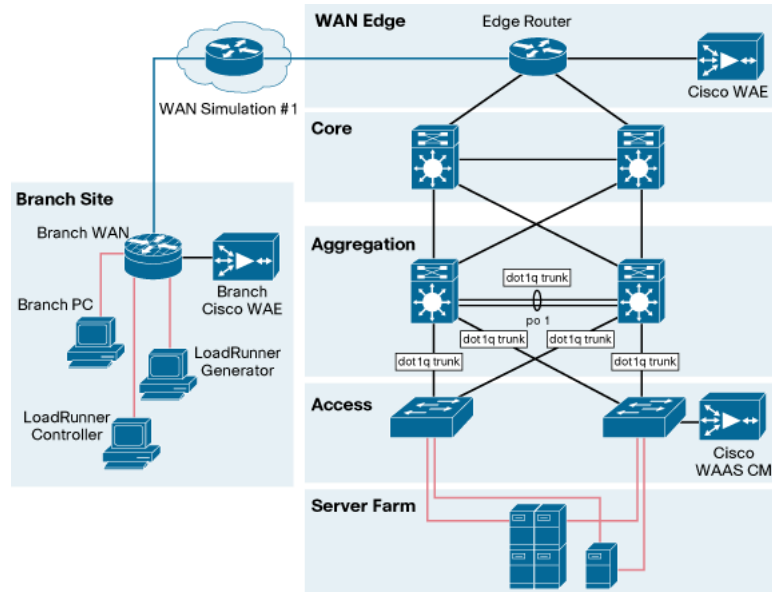 WAN Edge
Edge Router
Cisco WAE
WAN Simulation #1
Core
Branch Site
Branch WAN
Branch
Cisco WAE
Branch PC
LoadRunner
Generator
LoadRunner
Controller
Aggregation
dot1q trunk
po 1
dot1q trunk
dot1q trunk
dot1q trunk
dot1q trunk
Access
Cisco
WAAS CM
Server Farm